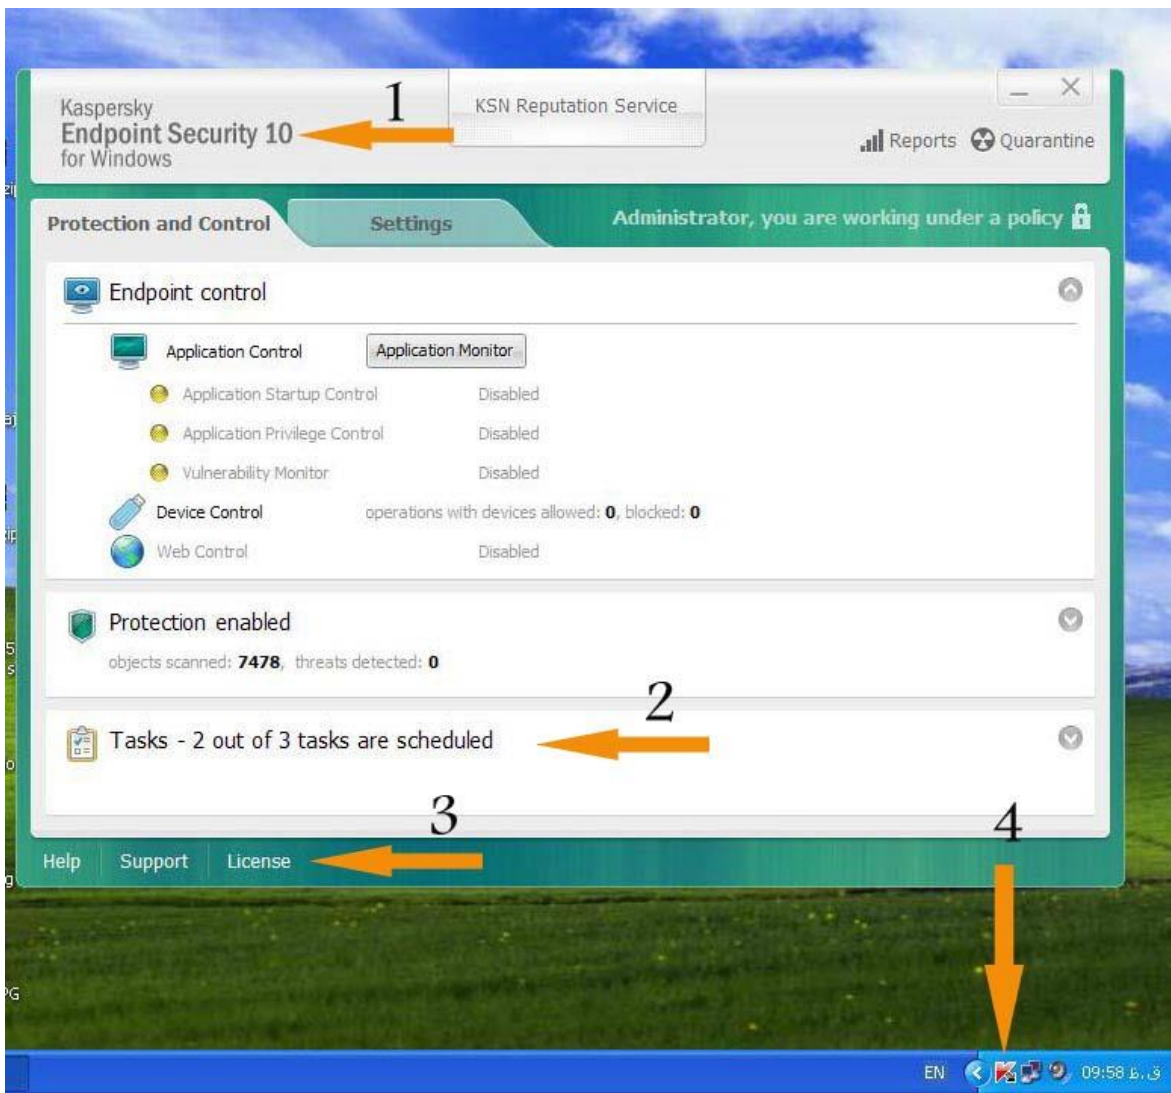 1
Kaspersky
Endpoint Security 10
for Windows
KSN Reputation Service
Reports
Quarantine
Protection and Control
Settings
Administrator, you are working under a policy
Endpoint control
Application Control
Application Monitor
Application Startup Control Disabled
Application Privilege Control Disabled
Vulnerability Monitor Disabled
Device Control operations with devices allowed: 0, blocked: 0
Web Control Disabled
Protection enabled
objects scanned: 7478, threats detected: 0
2
Tasks - 2 out of 3 tasks are scheduled
3
4
Help Support License
EN
09:58 ق.ظ